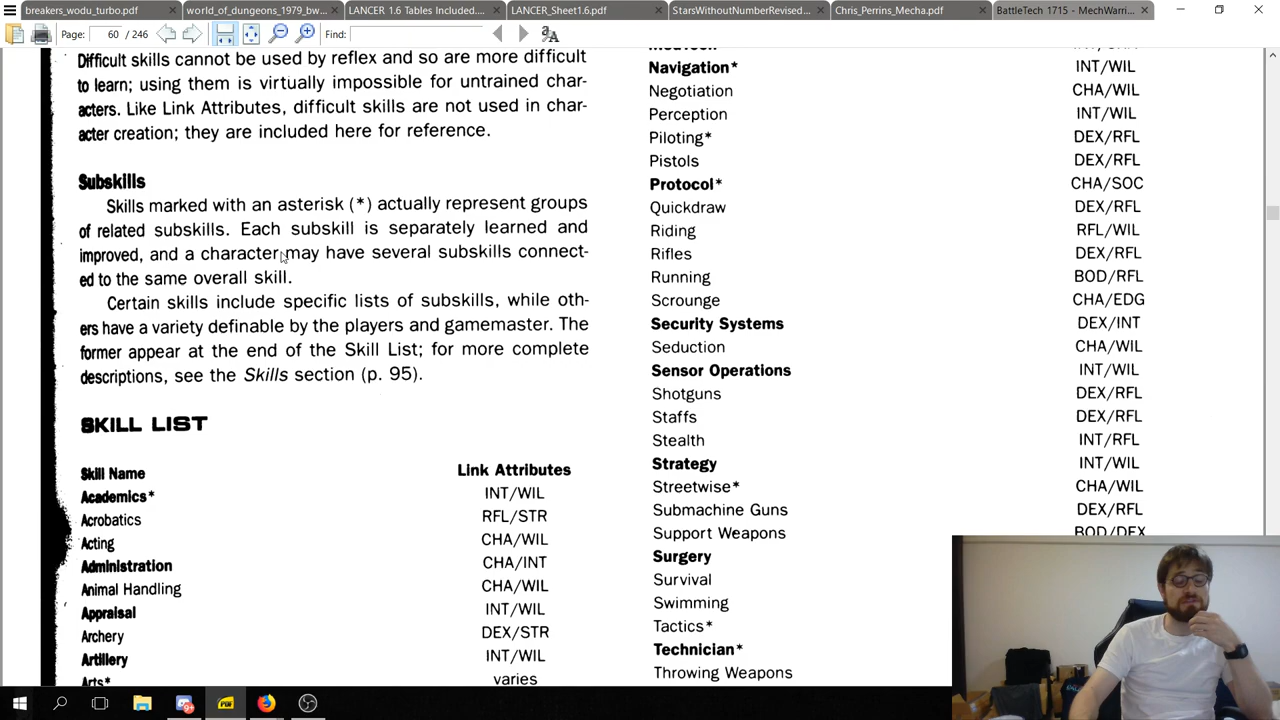 breakers_wodu_turbo.pdf
world_of_dungeons_1979_bw...
LANCER 1.6 Tables Included....
LANCER_Sheet1.6.pdf
StarsWithoutNumberRevised...
Chris_Perrins_Mecha.pdf
BattleTech 1715 - MechWarri...
Page: 60 / 246
Find:
Difficult skills cannot be used by reflex and so are more difficult
to learn; using them is virtually impossible for untrained char-
acters. Like Link Attributes, difficult skills are not used in char-
acter creation; they are included here for reference.
Subskills
Skills marked with an asterisk (*) actually represent groups
of related subskills. Each subskill is separately learned and
improved, and a character may have several subskills connect-
ed to the same overall skill.
Certain skills include specific lists of subskills, while oth-
ers have a variety definable by the players and gamemaster. The
former appear at the end of the Skill List; for more complete
descriptions, see the Skills section (p. 95).
SKILL LIST
Skill Name Link Attributes
Academics* INT/WIL
Acrobatics RFL/STR
Acting CHA/WIL
Administration CHA/INT
Animal Handling CHA/WIL
Appraisal INT/WIL
Archery DEX/STR
Artillery INT/WIL
Arts* varies
Navigation* INT/WIL
Negotiation CHA/WIL
Perception INT/WIL
Piloting* DEX/RFL
Pistols DEX/RFL
Protocol* CHA/SOC
Quickdraw DEX/RFL
Riding RFL/WIL
Rifles DEX/RFL
Running BOD/RFL
Scrounge CHA/EDG
Security Systems DEX/INT
Seduction CHA/WIL
Sensor Operations INT/WIL
Shotguns DEX/RFL
Staffs DEX/RFL
Stealth INT/RFL
Strategy INT/WIL
Streetwise* CHA/WIL
Submachine Guns DEX/RFL
Support Weapons BOD/DEX
Surgery
Survival
Swimming
Tactics*
Technician*
Throwing Weapons